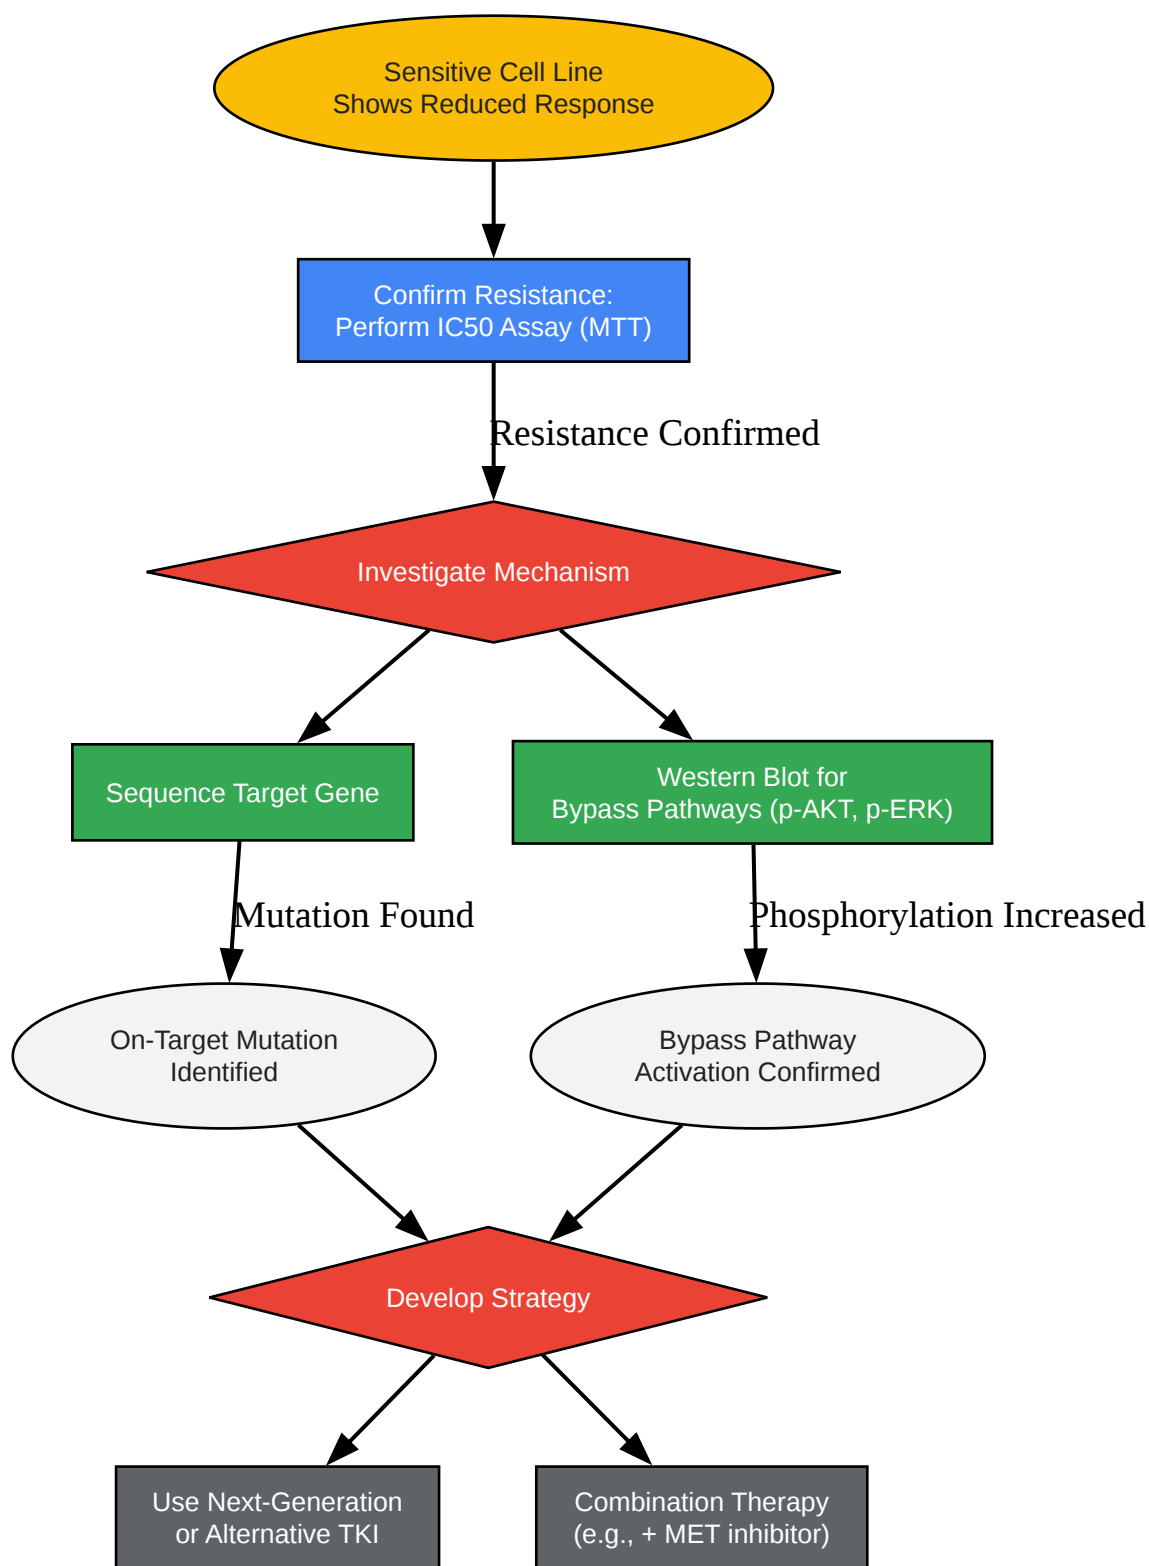 Sensitive Cell Line
Shows Reduced Response
Confirm Resistance:
Perform IC50 Assay (MTT)
Resistance Confirmed
Investigate Mechanism
Sequence Target Gene
Western Blot for
Bypass Pathways (p-AKT, p-ERK)
Mutation Found
Phosphorylation Increased
On-Target Mutation
Identified
Bypass Pathway
Activation Confirmed
Develop Strategy
Use Next-Generation
or Alternative TKI
Combination Therapy
(e.g., + MET inhibitor)